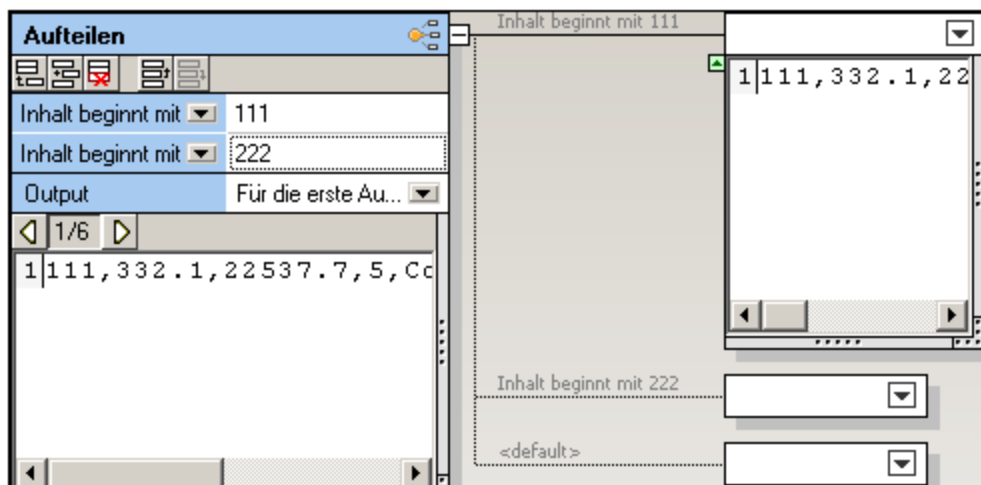 Aufteilen
Inhalt beginnt mit 111
Inhalt beginnt mit 222
Output Für die erste Au...
1/6
1 111,332.1,22537.7,5,Co
Inhalt beginnt mit 111
1 111,332.1,22
Inhalt beginnt mit 222
<default>